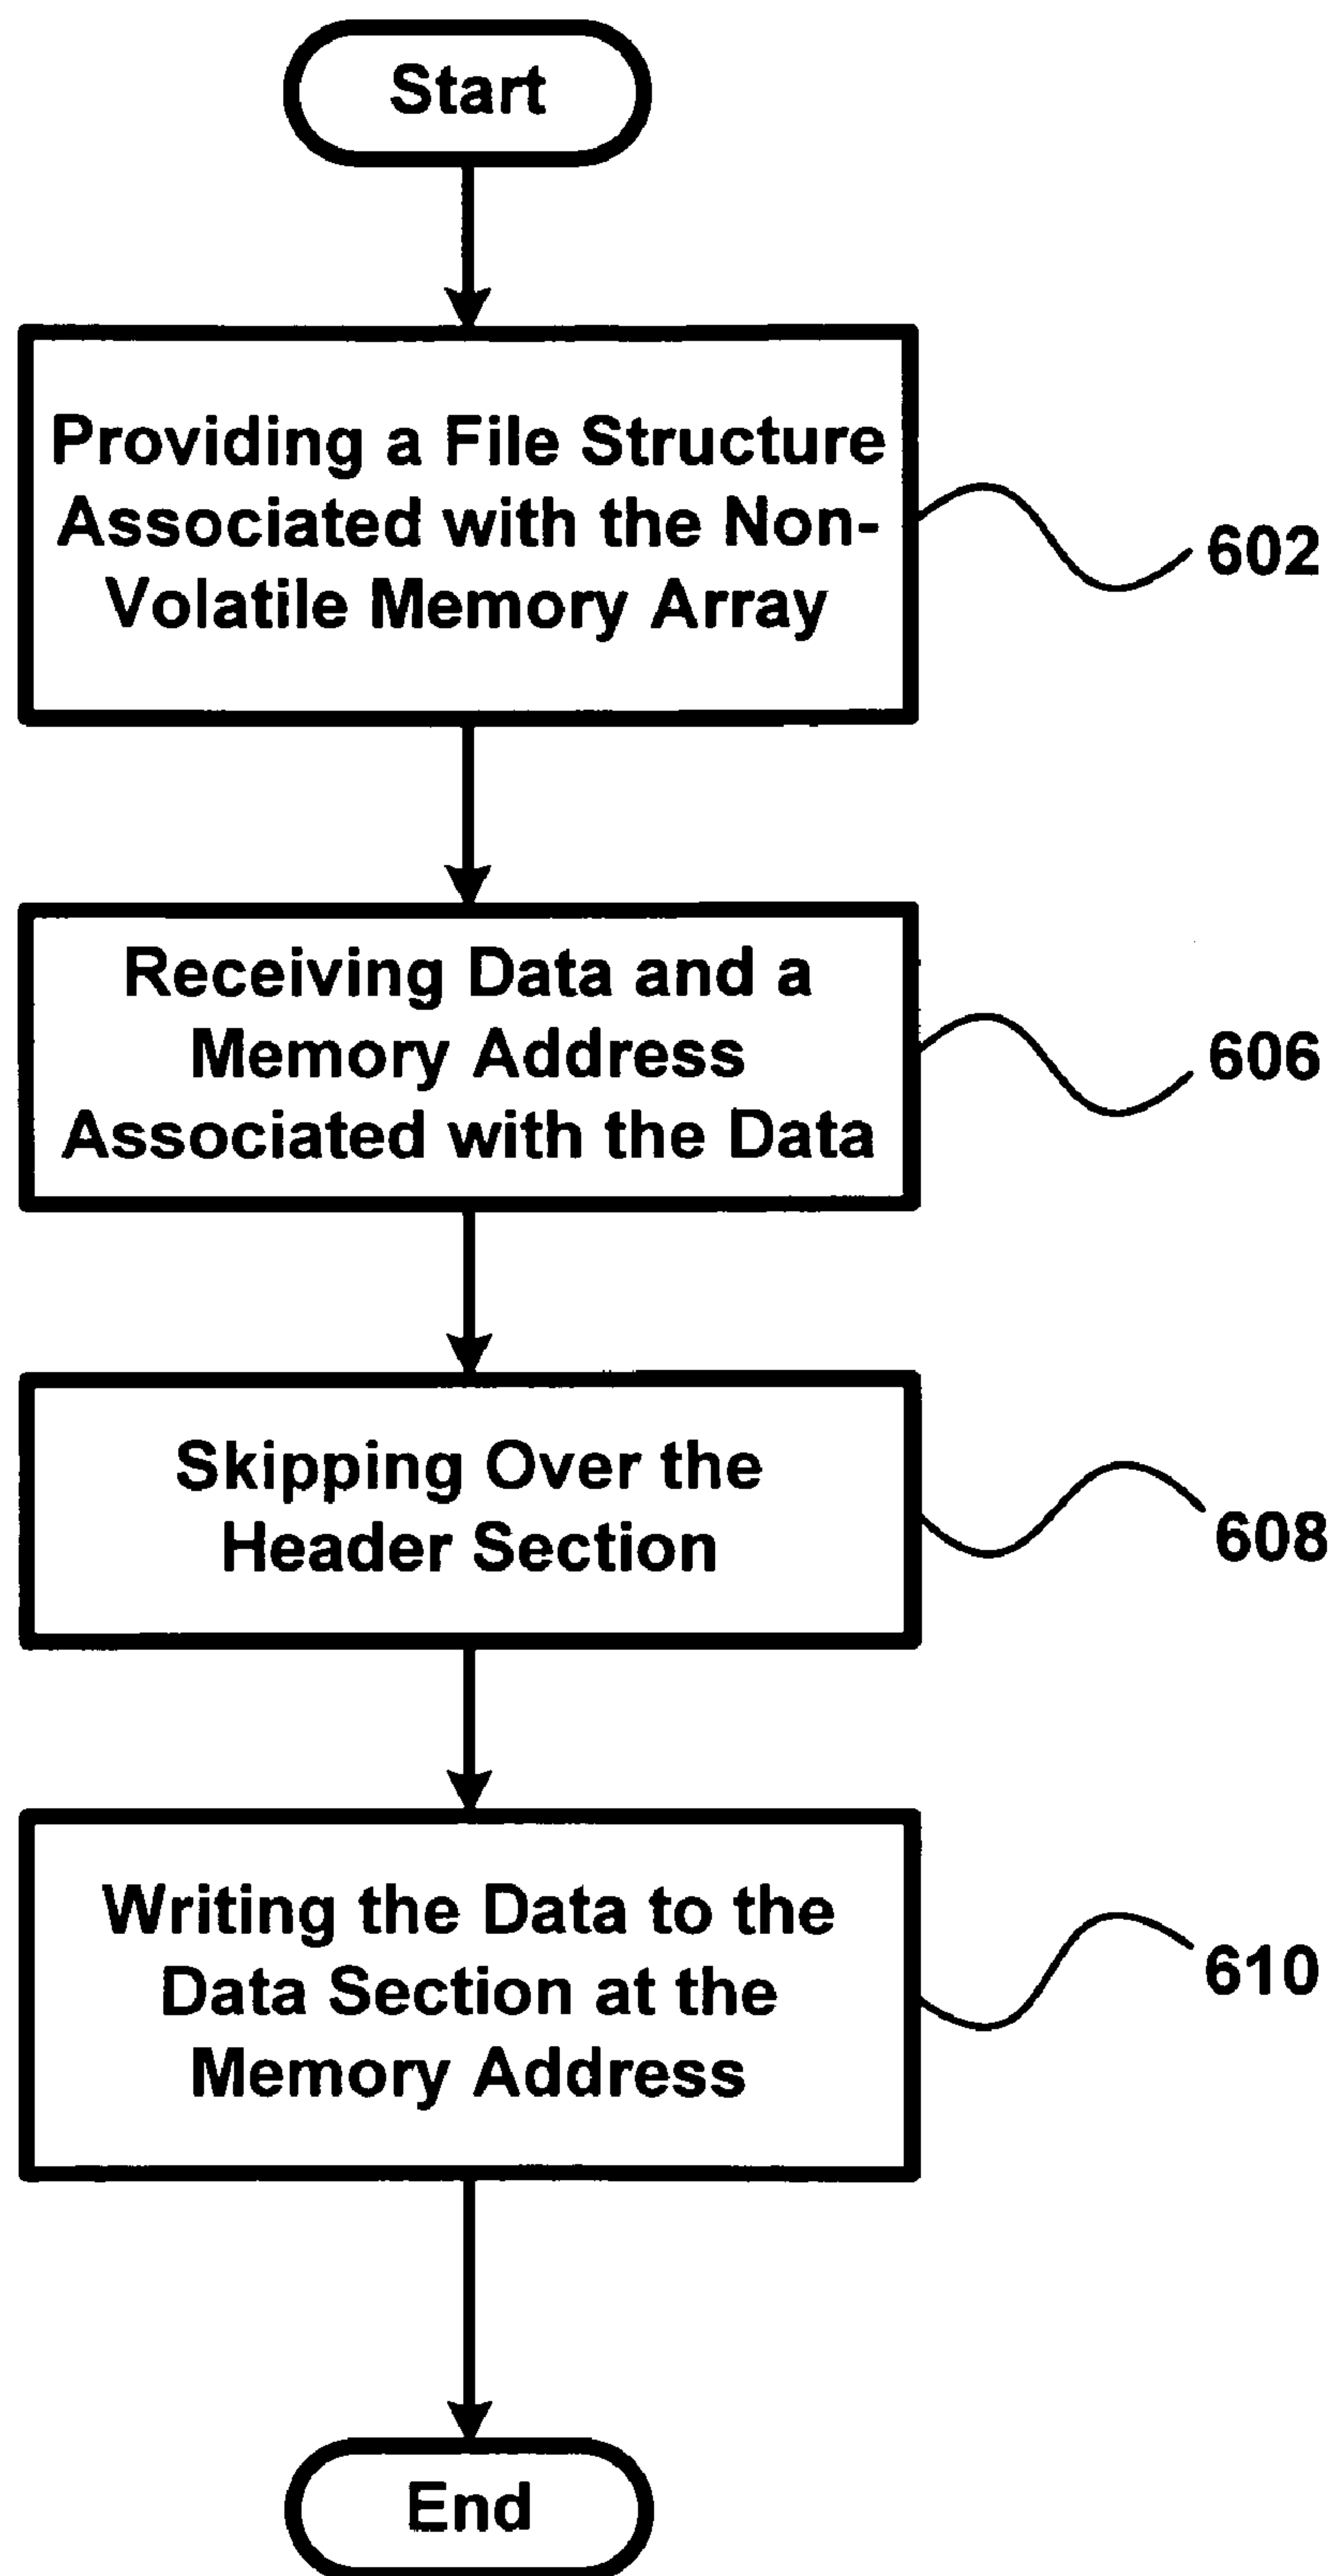 Start
Providing a File Structure
Associated with the Non-
Volatile Memory Array
602
Receiving Data and a
Memory Address
Associated with the Data
606
Skipping Over the
Header Section
608
Writing the Data to the
Data Section at the
Memory Address
610
End